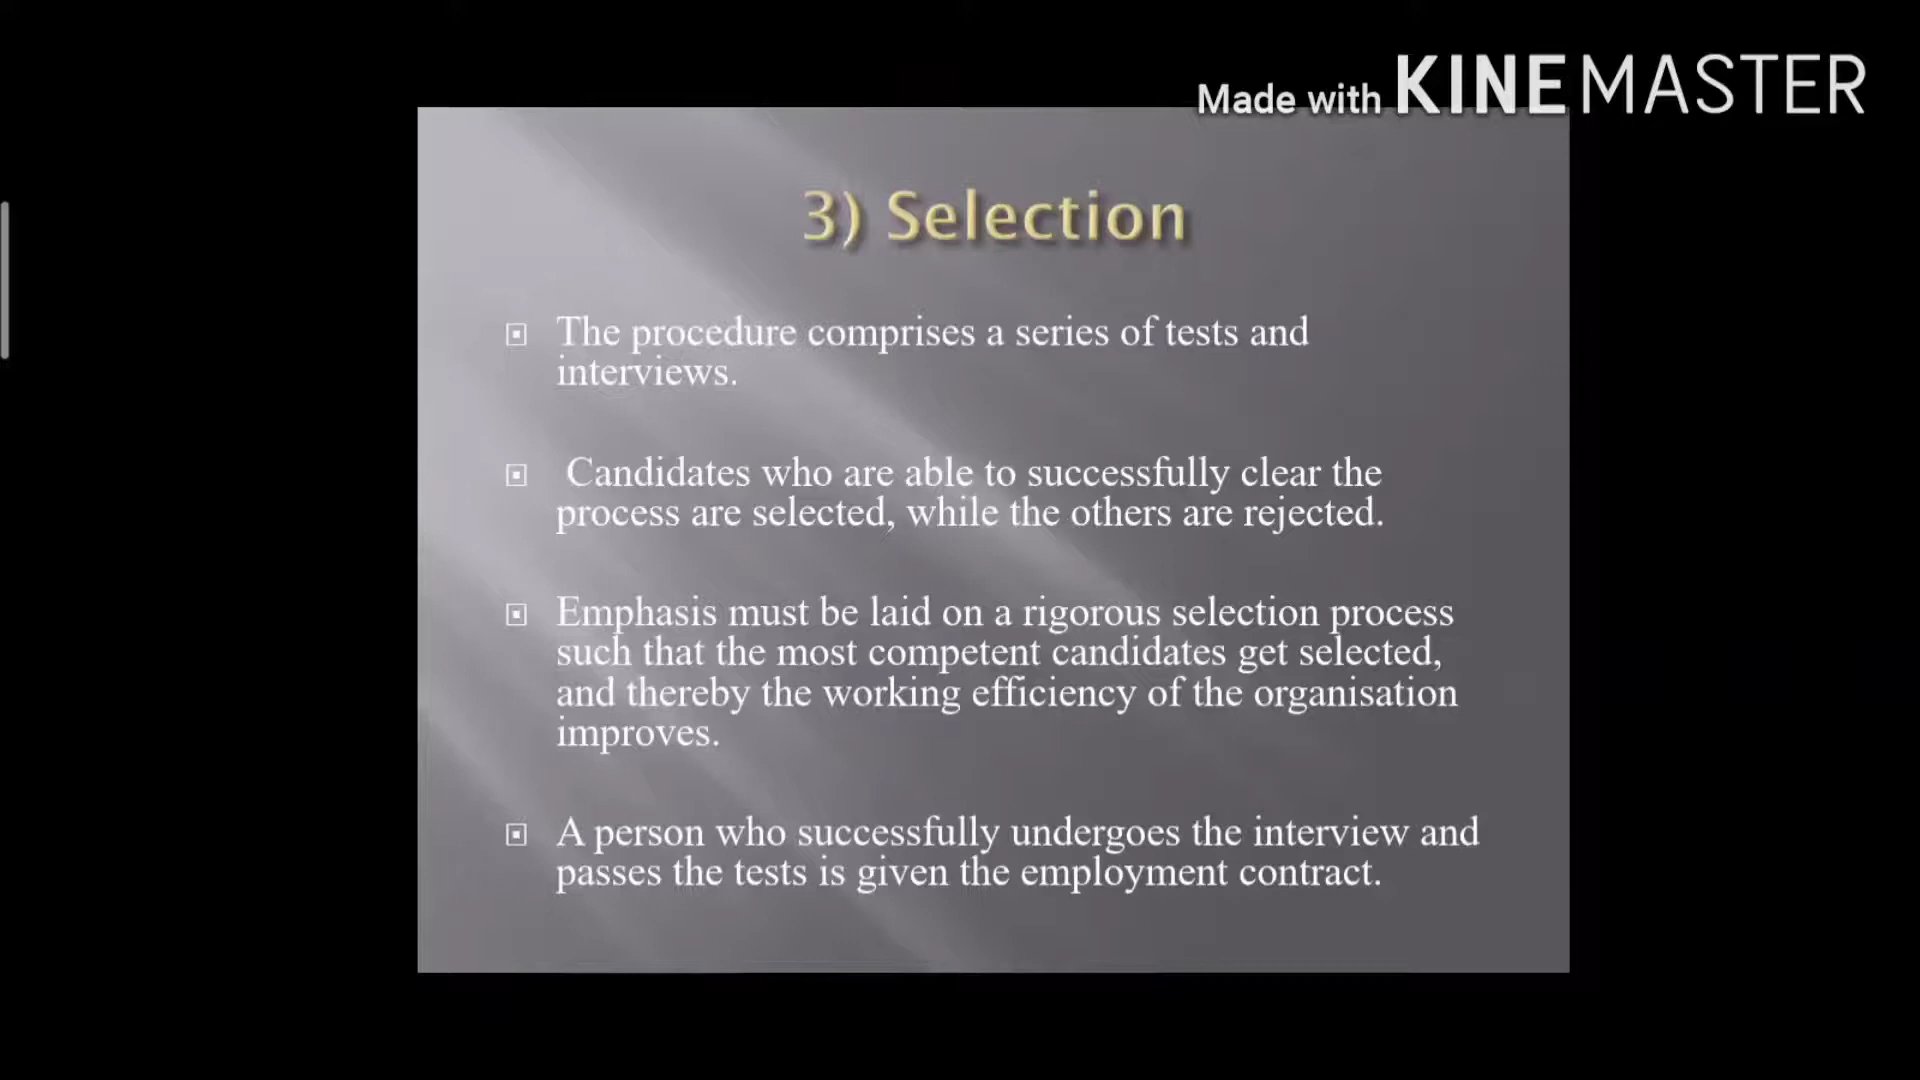 Made with KINEMASTER
3) Selection
The procedure comprises a series of tests and
interviews.
Candidates who are able to successfully clear the
process are selected, while the others are rejected.
Emphasis must be laid on a rigorous selection process
such that the most competent candidates get selected,
and thereby the working efficiency of the organisation
improves.
A person who successfully undergoes the interview and
passes the tests is given the employment contract.